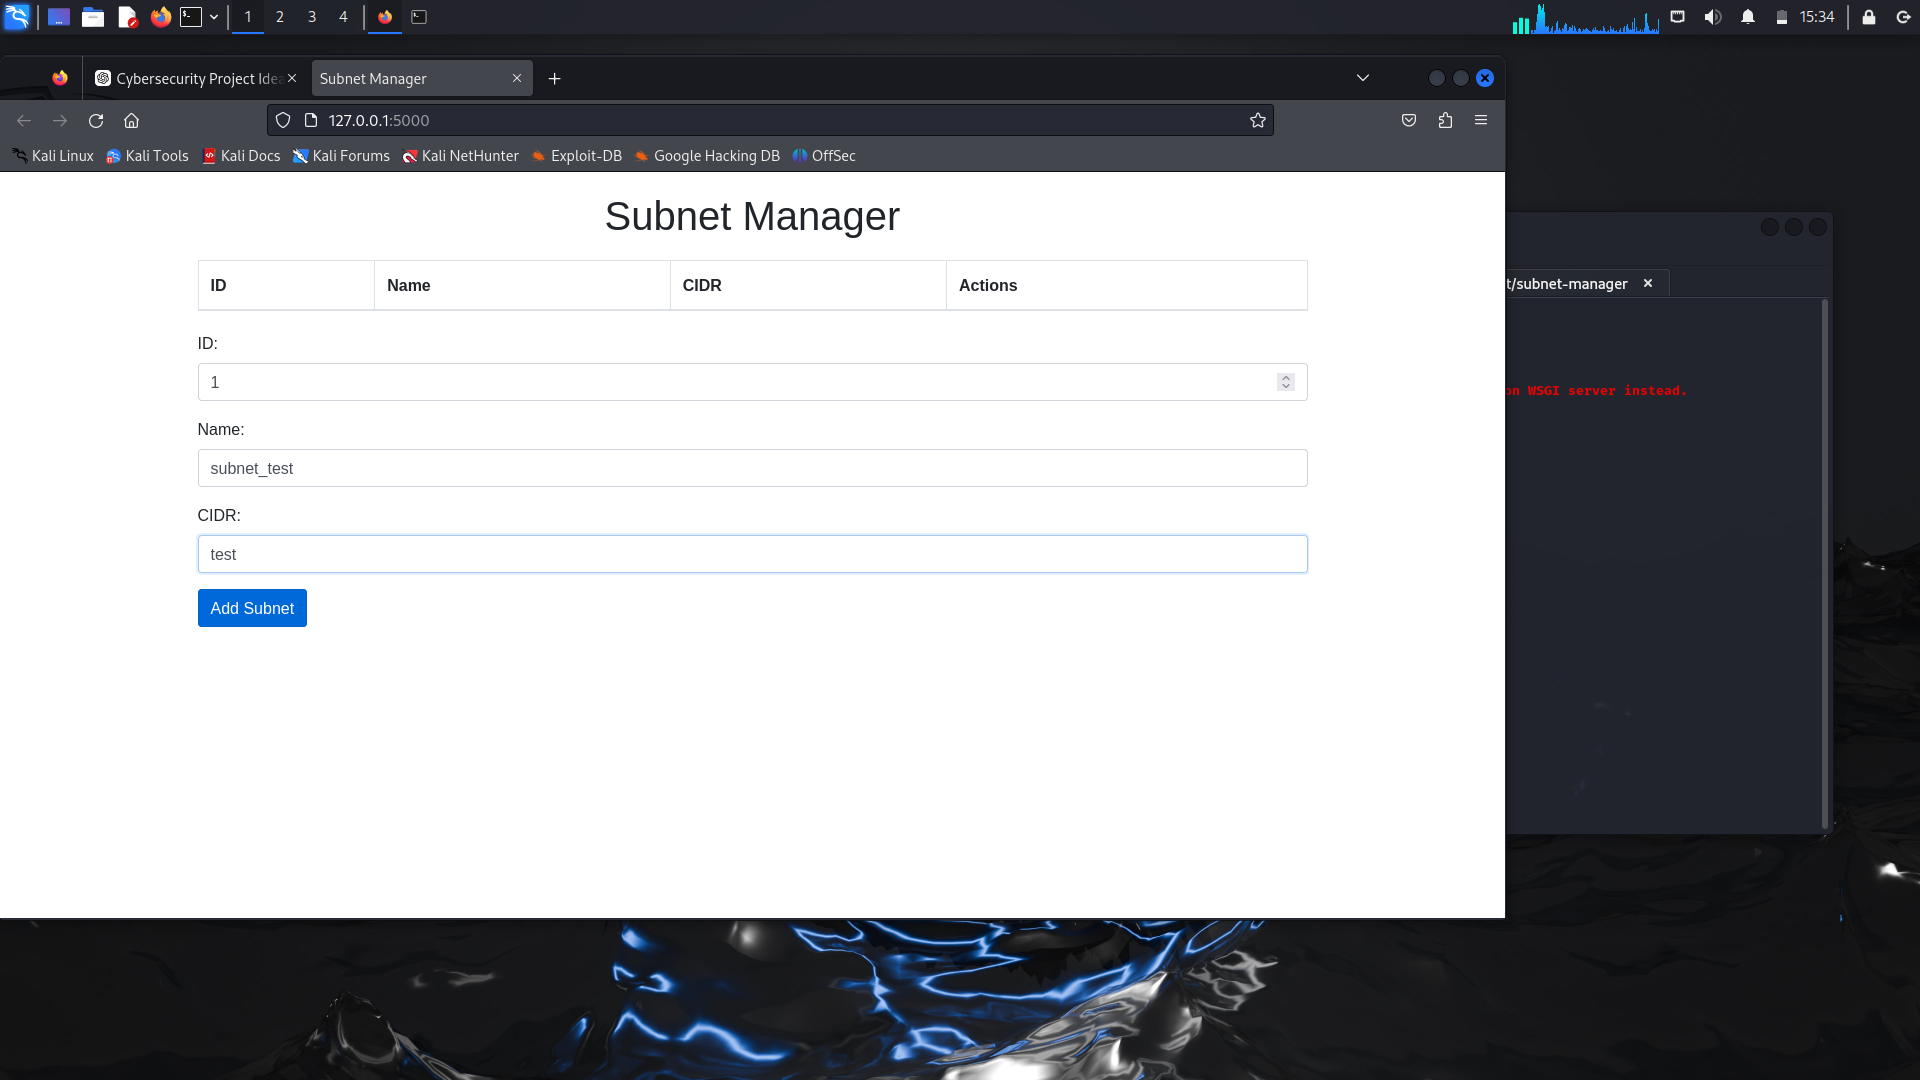 1 2 3 4 15:34
Cybersecurity Project Idea
Subnet Manager
127.0.0.1:5000
Kali Linux Kali Tools Kali Docs Kali Forums Kali NetHunter Exploit-DB Google Hacking DB OffSec
Subnet Manager
ID Name CIDR Actions
ID:
1
Name:
subnet_test
CIDR:
test
Add Subnet
t/subnet-manager
on WSGI server instead.